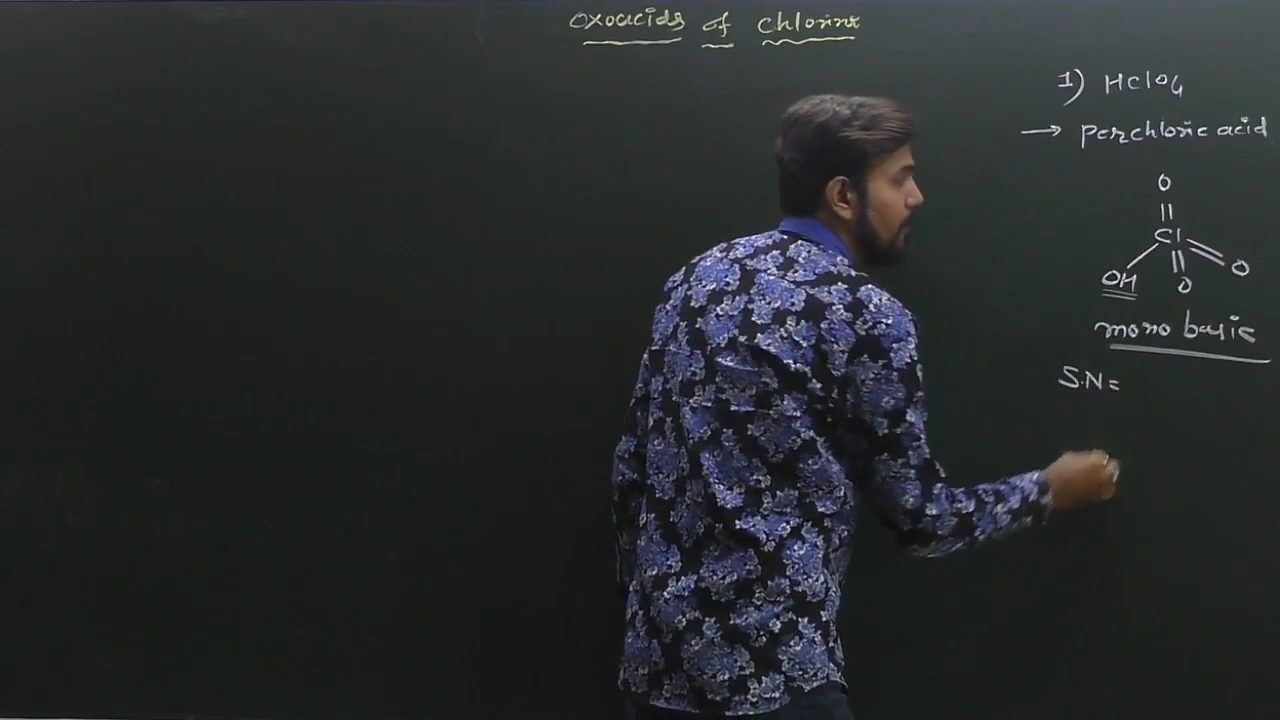 Oxoacids of Chlorine
1) HClO4
→ perchloric acid
O
||
Cl
OH O O
mono basic
S.N=